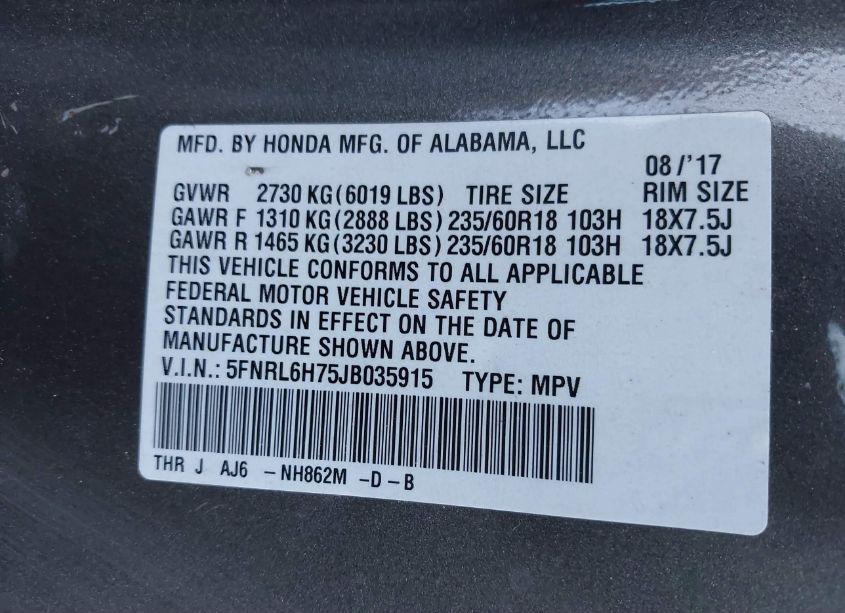 MFD. BY HONDA MFG. OF ALABAMA, LLC
08/'17
GVWR 2730 KG(6019 LBS) TIRE SIZE RIM SIZE
GAWR F 1310 KG(2888 LBS) 235/60R18 103H 18X7.5J
GAWR R 1465 KG(3230 LBS) 235/60R18 103H 18X7.5J
THIS VEHICLE CONFORMS TO ALL APPLICABLE
FEDERAL MOTOR VEHICLE SAFETY
STANDARDS IN EFFECT ON THE DATE OF
MANUFACTURE SHOWN ABOVE.
V.I.N.: 5FNRL6H75JB035915 TYPE: MPV
THR J AJ6 -NH862M -D-B